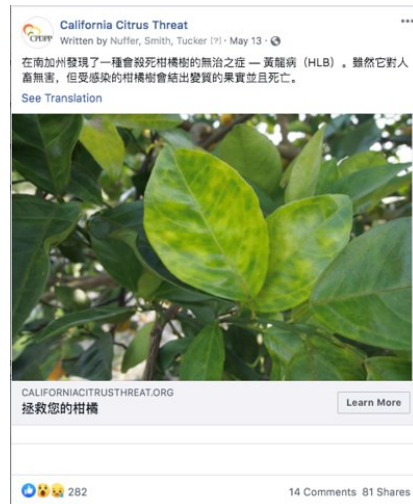 California Citrus Threat
Written by Nuffer, Smith, Tucker [?] · May 13 ·
CPDPP
在南加州發現了一種會殺死柑橘樹的無治之症 — 黃龍病（HLB）。雖然它對人
畜無害，但受感染的柑橘樹會結出變質的果實並且死亡。
See Translation
CALIFORNIACITRUSTHREAT.ORG
拯救您的柑橘
Learn More
282
14 Comments 81 Shares